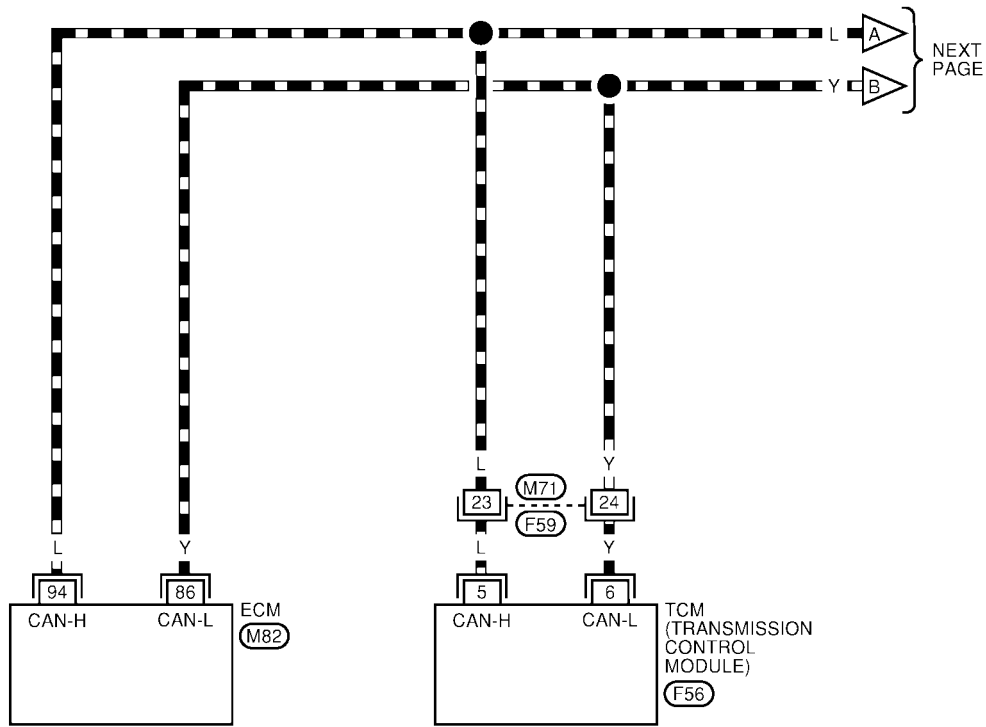 L
A
NEXT
PAGE
Y
B
L
Y
23
M71
24
F59
L
Y
L
Y
94
86
5
6
CAN-H
CAN-L
ECM
M82
CAN-H
CAN-L
TCM
(TRANSMISSION
CONTROL
MODULE)
F56